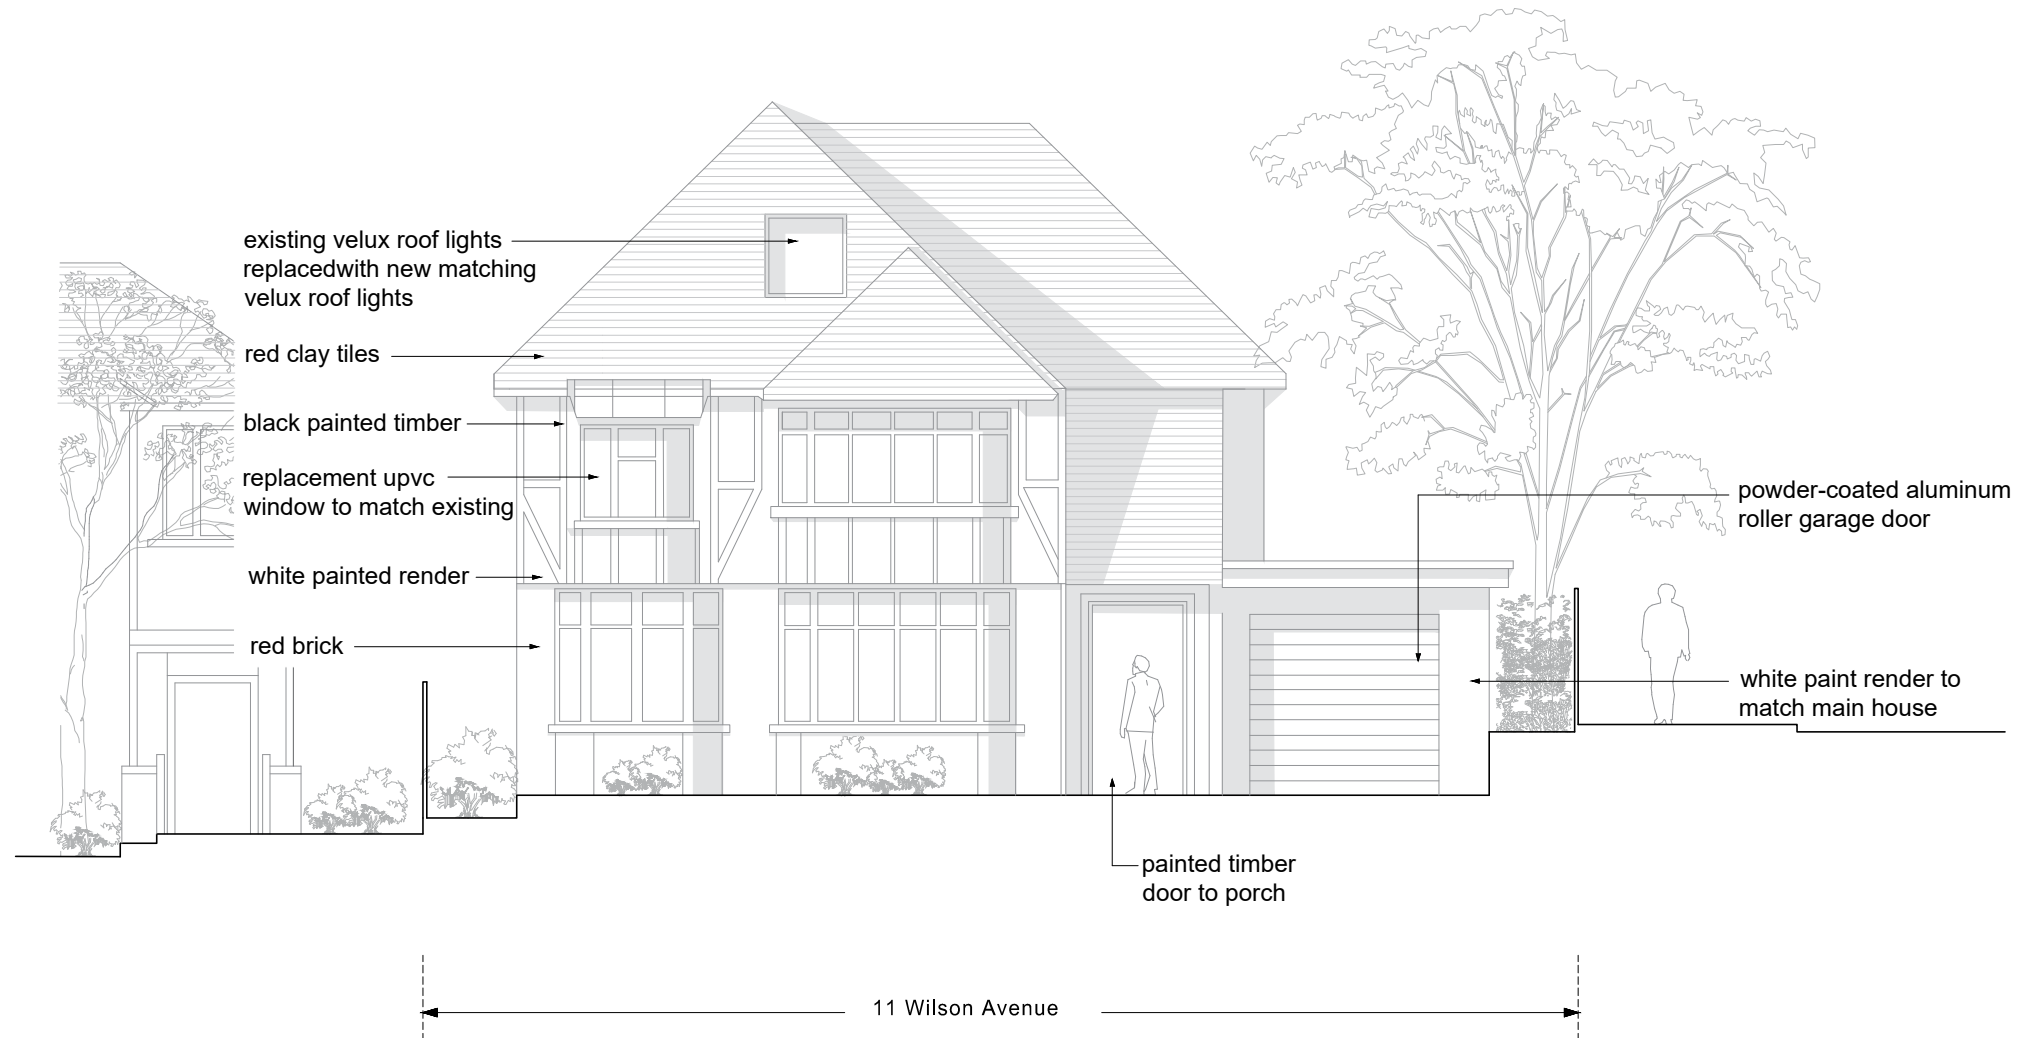 existing velux roof lights
replacedwith new matching
velux roof lights
red clay tiles
black painted timber
replacement upvc
window to match existing
white painted render
red brick
powder-coated aluminum
roller garage door
white paint render to
match main house
painted timber
door to porch
11 Wilson Avenue